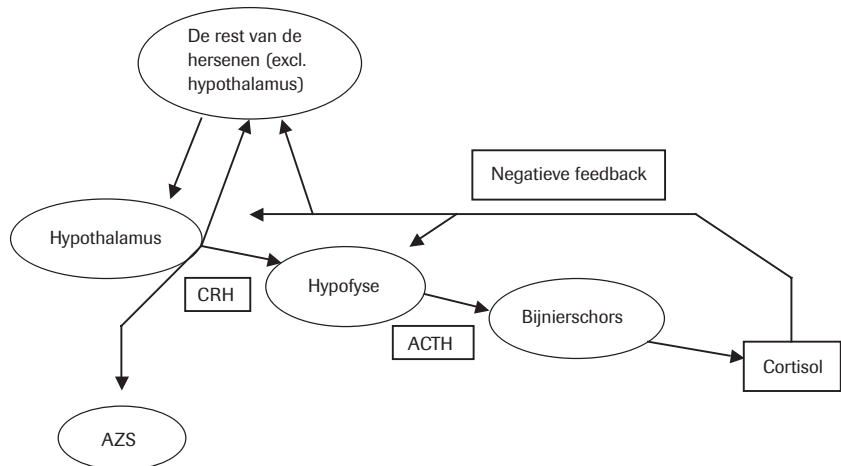 De rest van de
hersenen (excl.
hypothalamus)
Negatieve feedback
Hypothalamus
CRH
Hypofyse
ACTH
Bijnierschors
Cortisol
AZS